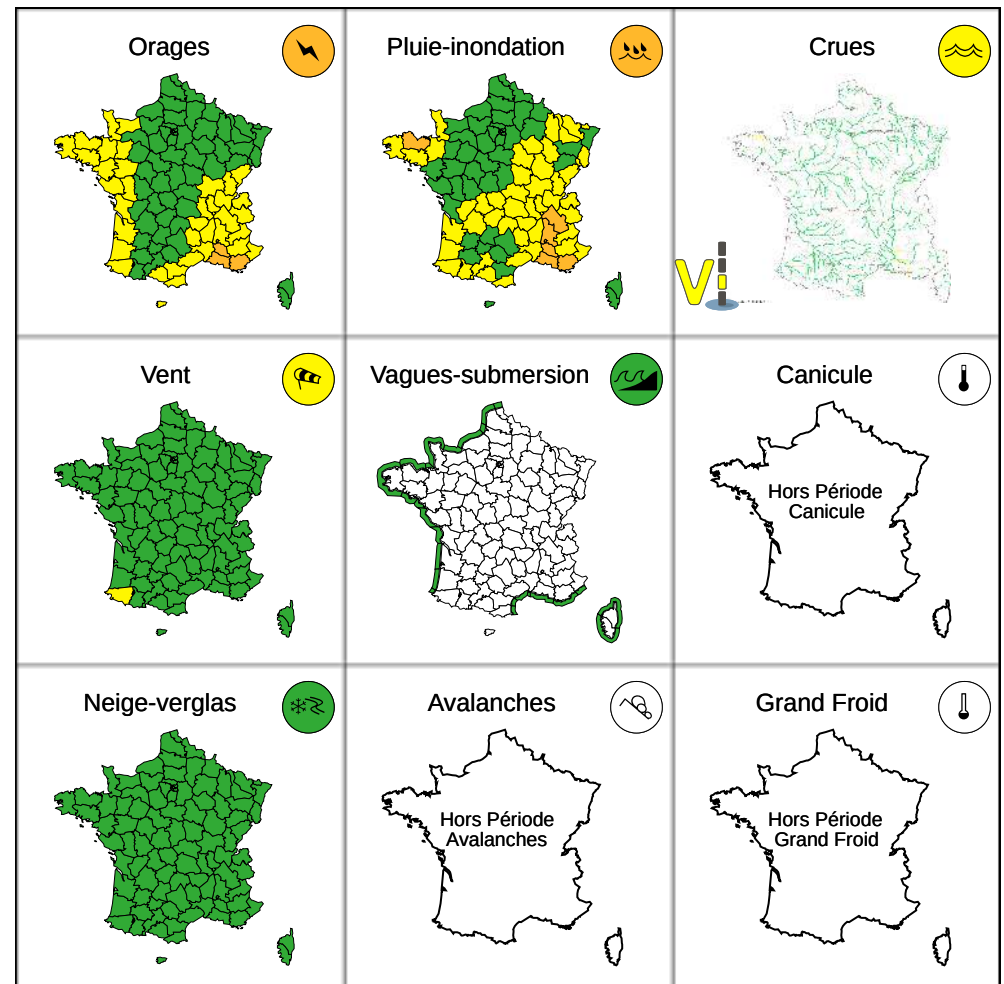 Orages
Pluie-inondation
Crues
Vi
Vent
Vagues-submersion
Canicule
Hors Période
Canicule
Neige-verglas
Avalanches
Grand Froid
Hors Période
Avalanches
Hors Période
Grand Froid